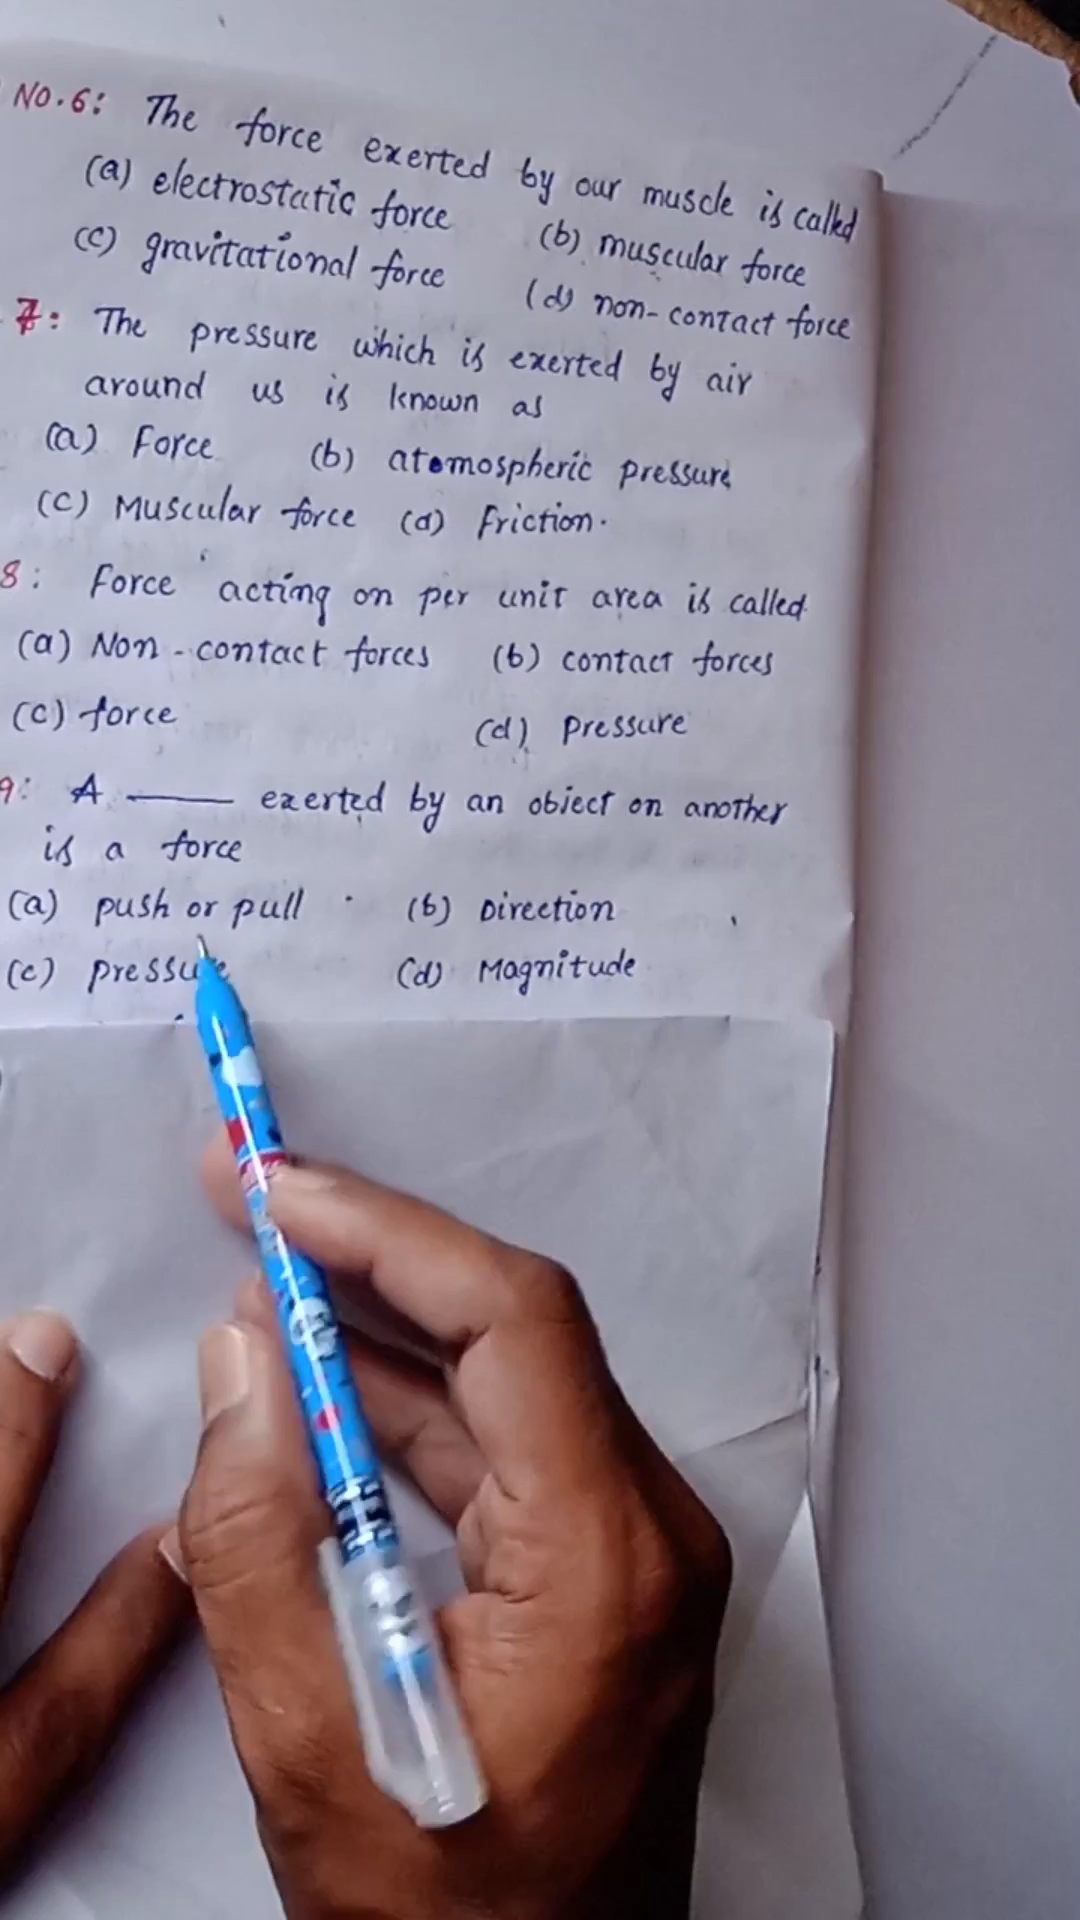 No.6: The force exerted by our muscle is called
(a) electrostatic force (b) muscular force
(c) gravitational force (d) non-contact force
7: The pressure which is exerted by air
around us is known as
(a) Force (b) atomospheric pressure
(c) Muscular force (d) Friction.
8: Force acting on per unit area is called
(a) Non-contact forces (b) contact forces
(c) force (d) Pressure
9: A —— exerted by an object on another
is a force
(a) push or pull (b) Direction
(c) pressure (d) Magnitude